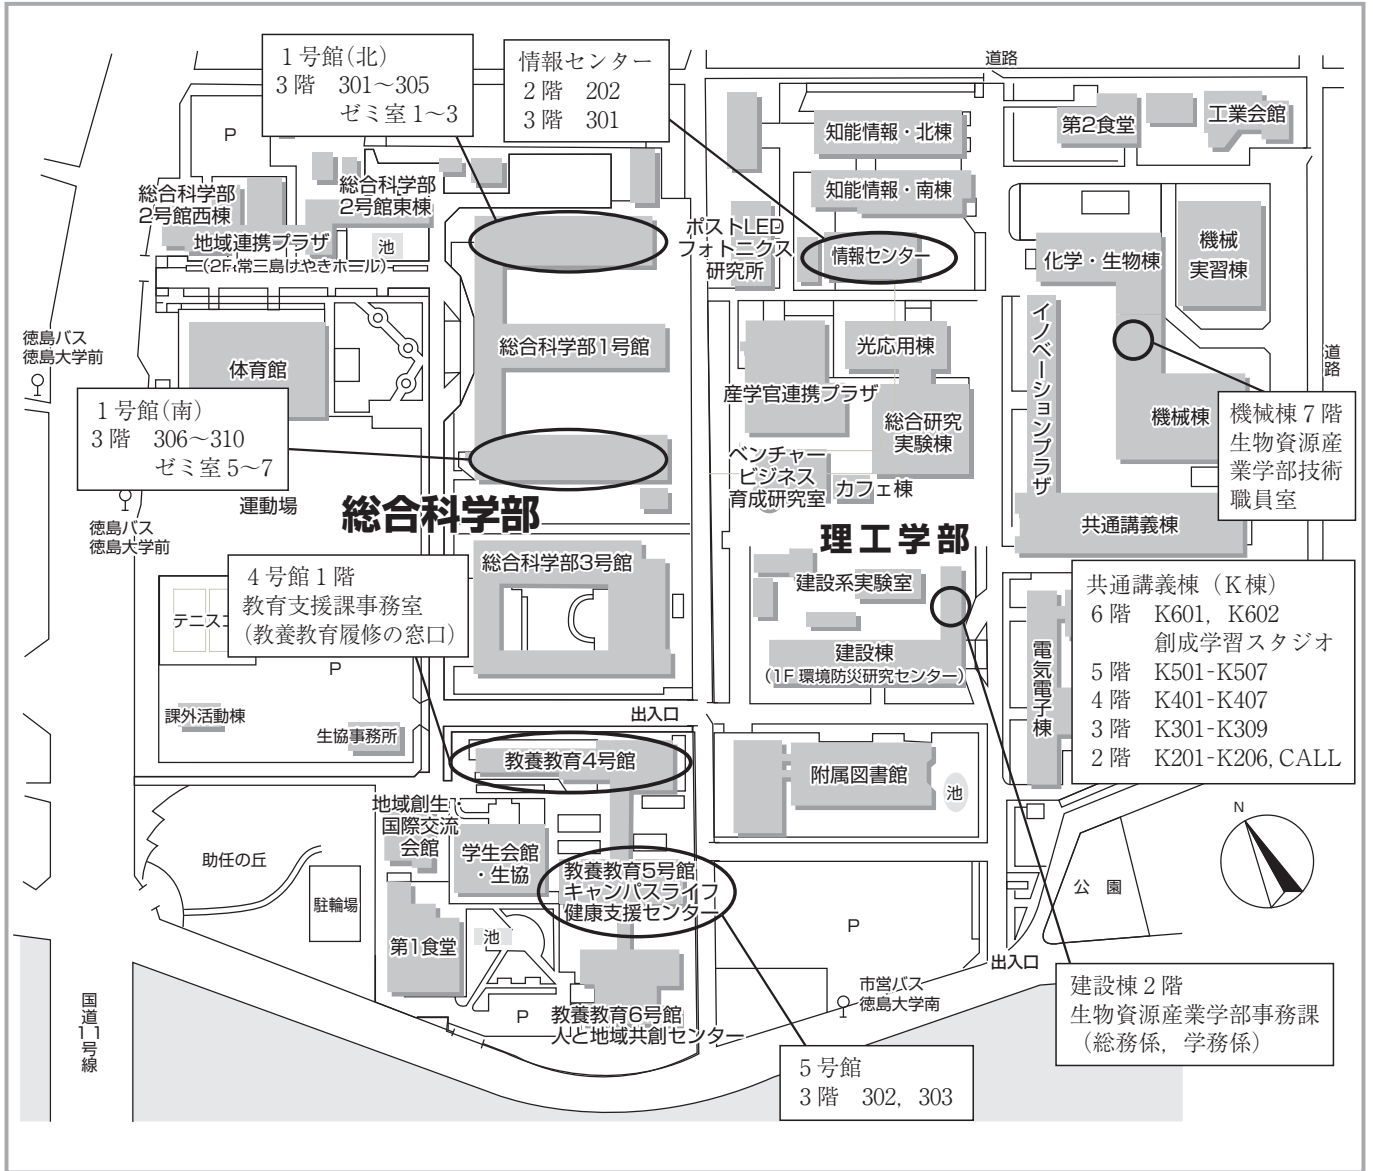 1号館（北）
3階　301〜305
ゼミ室1〜3
情報センター
2階　202
3階　301
道路
P
知能情報・北棟
第2食堂
工業会館
総合科学部
2号館西棟
総合科学部
2号館東棟
知能情報・南棟
地域連携プラザ
（2F:常三島けやきホール）
池
ポストLED
フォトニクス
研究所
情報センター
化学・生物棟
機械
実習棟
徳島バス
徳島大学前
体育館
総合科学部1号館
光応用棟
イノベーションプラザ
道路
1号館（南）
3階　306〜310
ゼミ室5〜7
産学官連携プラザ
総合研究
実験棟
機械棟
機械棟7階
生物資源産
業学部技術
職員室
ベンチャー
ビジネス
育成研究室
カフェ棟
徳島バス
徳島大学前
運動場
総合科学部
理工学部
共通講義棟
総合科学部3号館
4号館1階
教育支援課事務室
（教養教育履修の窓口）
テニスコ
建設系実験室
共通講義棟（K棟）
6階　K601，K602
創成学習スタジオ
5階　K501-K507
4階　K401-K407
3階　K301-K309
2階　K201-K206, CALL
建設棟
（1F 環境防災研究センター）
電気電子棟
P
課外活動棟
生協事務所
出入口
教養教育4号館
附属図書館
池
地域創生・
国際交流
会館
学生会館
・生協
助任の丘
駐輪場
教養教育5号館
キャンパスライフ
健康支援センター
N
公園
第1食堂
池
P
出入口
市営バス
徳島大学南
国道11号線
P
教養教育6号館
人と地域共創センター
建設棟2階
生物資源産業学部事務課
（総務係，学務係）
5号館
3階　302，303